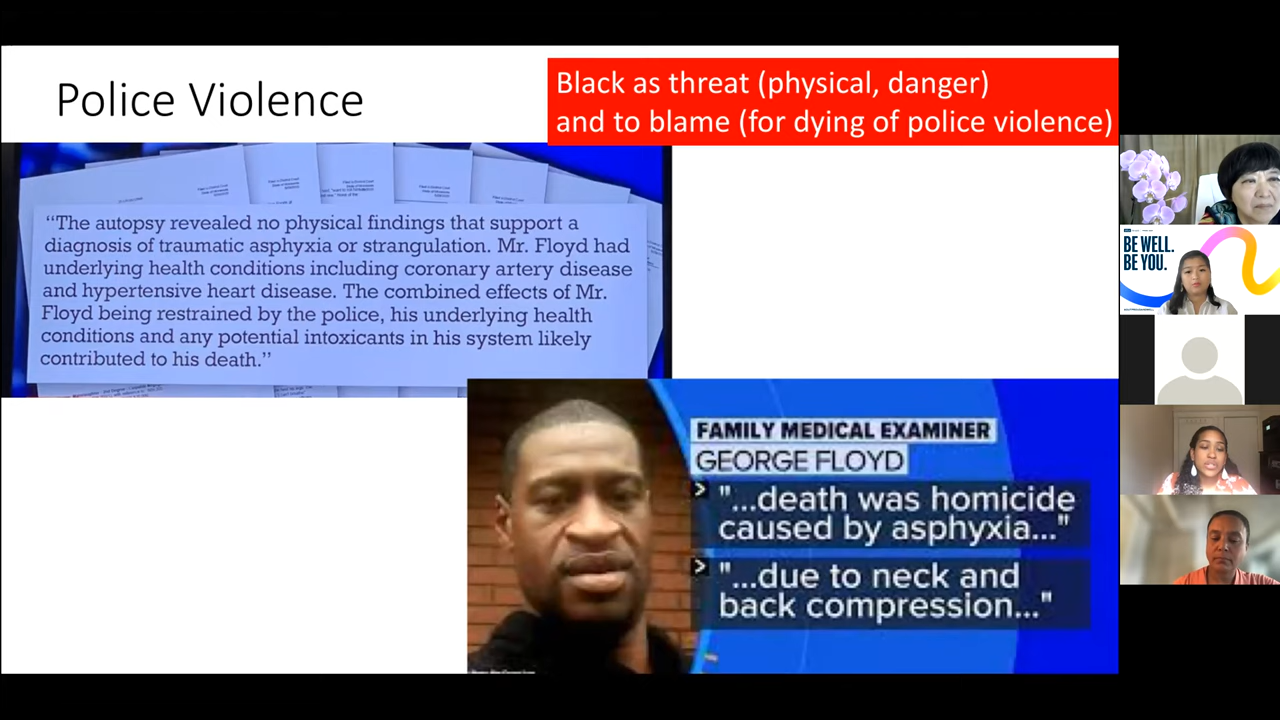 Police Violence
Black as threat (physical, danger)
and to blame (for dying of police violence)
“The autopsy revealed no physical findings that support a
diagnosis of traumatic asphyxia or strangulation. Mr. Floyd had
underlying health conditions including coronary artery disease
and hypertensive heart disease. The combined effects of Mr.
Floyd being restrained by the police, his underlying health
conditions and any potential intoxicants in his system likely
contributed to his death.”
FAMILY MEDICAL EXAMINER
GEORGE FLOYD
> "...death was homicide
caused by asphyxia..."
> "...due to neck and
back compression..."
BE WELL.
BE YOU.